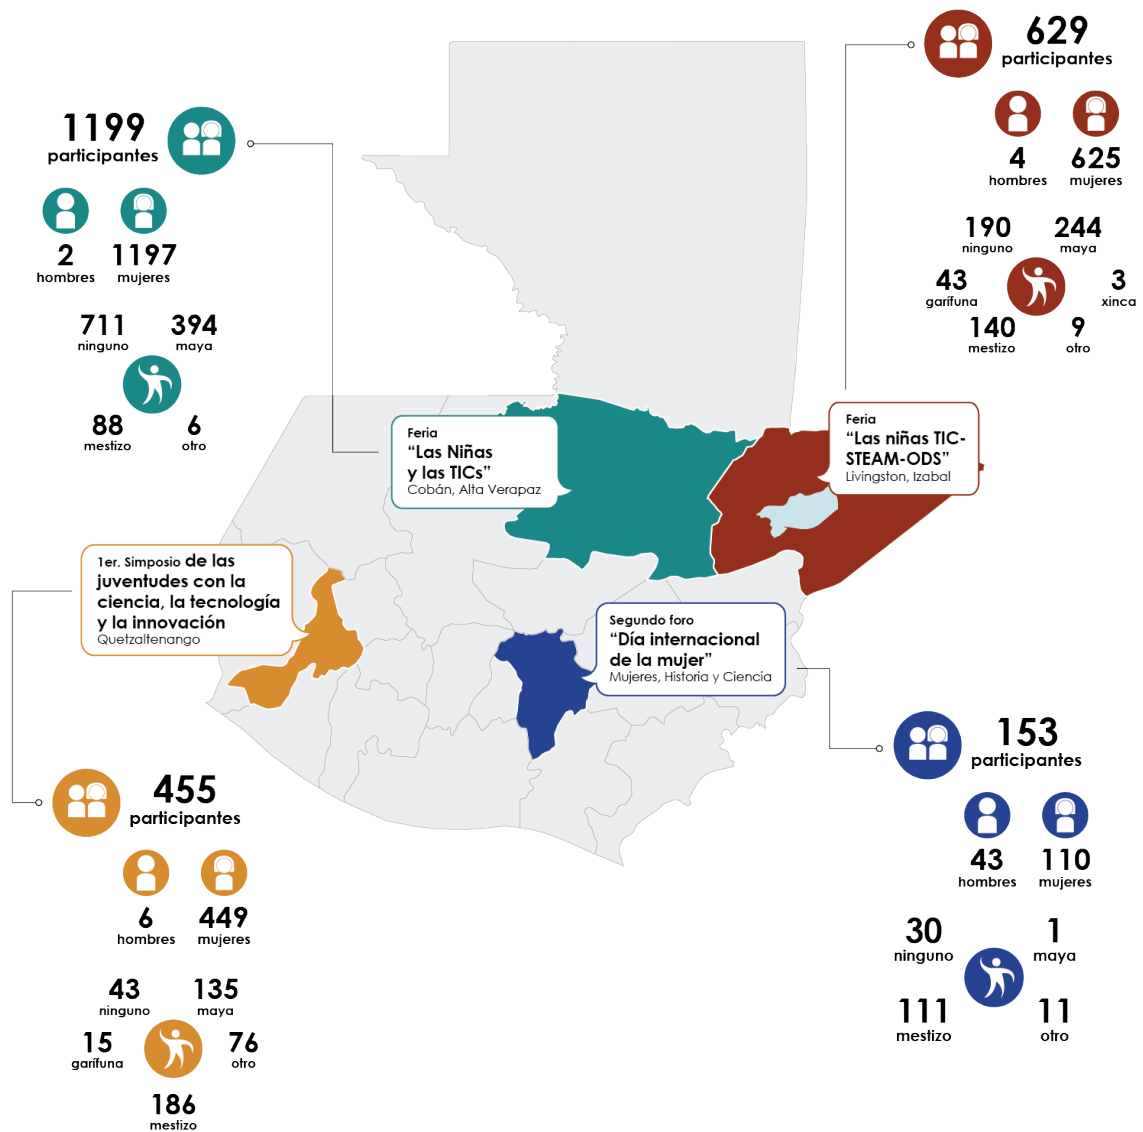 1199
participantes
2
hombres
1197
mujeres
711
ninguno
394
maya
88
mestizo
6
otro
Feria
“Las Niñas
y las TICs”
Cobán, Alta Verapaz
629
participantes
4
hombres
625
mujeres
190
ninguno
244
maya
43
garífuna
3
xinca
140
mestizo
9
otro
Feria
“Las niñas TIC-
STEAM-ODS”
Livingston, Izabal
1er. Simposio de las
juventudes con la
ciencia, la tecnología
y la innovación
Quetzaltenango
455
participantes
6
hombres
449
mujeres
43
ninguno
135
maya
15
garífuna
76
otro
186
mestizo
Segundo foro
“Día internacional
de la mujer”
Mujeres, Historia y Ciencia
153
participantes
43
hombres
110
mujeres
30
ninguno
1
maya
111
mestizo
11
otro